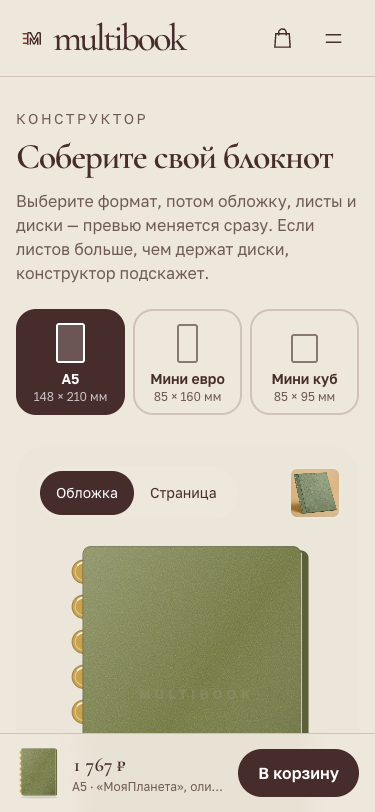 multibook
КОНСТРУКТОР
Соберите свой блокнот
Выберите формат, потом обложку, листы и
диски — превью меняется сразу. Если
листов больше, чем держат диски,
конструктор подскажет.
А5
148 × 210 мм
Мини евро
85 × 160 мм
Мини куб
85 × 95 мм
Обложка
Страница
MULTIBOOK
1 767 ₽
А5 · «МояПланета», оли...
В корзину